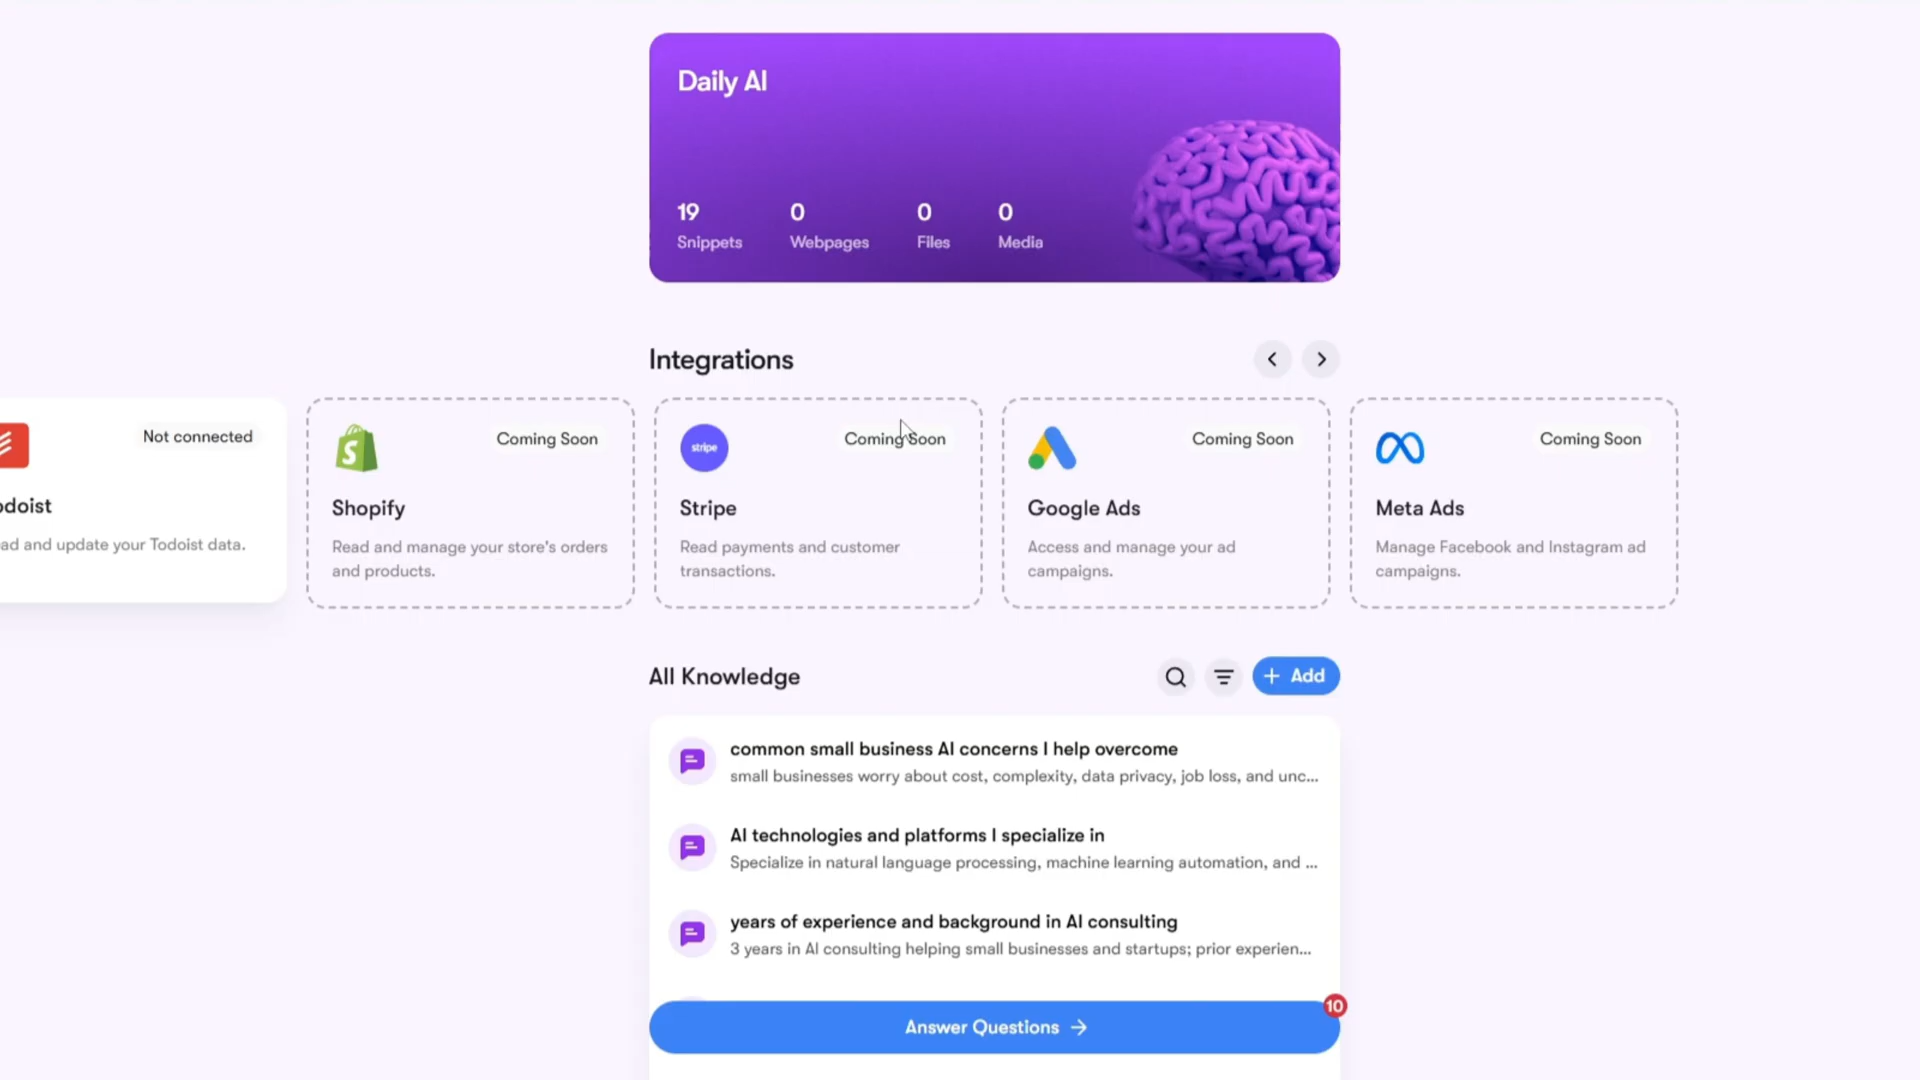 Daily AI
19
Snippets
0
Webpages
0
Files
0
Media
Integrations
Not connected
odoist
ad and update your Todoist data.
Coming Soon
Shopify
Read and manage your store's orders
and products.
stripe
Coming Soon
Stripe
Read payments and customer
transactions.
Coming Soon
Google Ads
Access and manage your ad
campaigns.
Coming Soon
Meta Ads
Manage Facebook and Instagram ad
campaigns.
All Knowledge
+ Add
common small business AI concerns I help overcome
small businesses worry about cost, complexity, data privacy, job loss, and unc...
AI technologies and platforms I specialize in
Specialize in natural language processing, machine learning automation, and ...
years of experience and background in AI consulting
3 years in AI consulting helping small businesses and startups; prior experien...
10
Answer Questions →